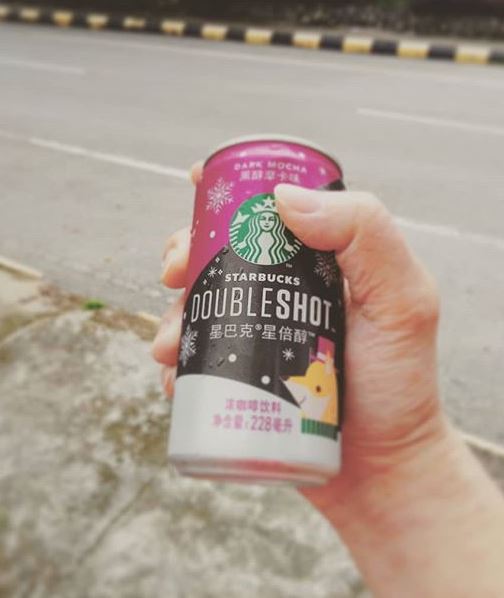 DARK MOCHA
黑醇摩卡味
STARBUCKS
DOUBLESHOT™
星巴克®星倍醇™
浓咖啡饮料
净含量:228毫升